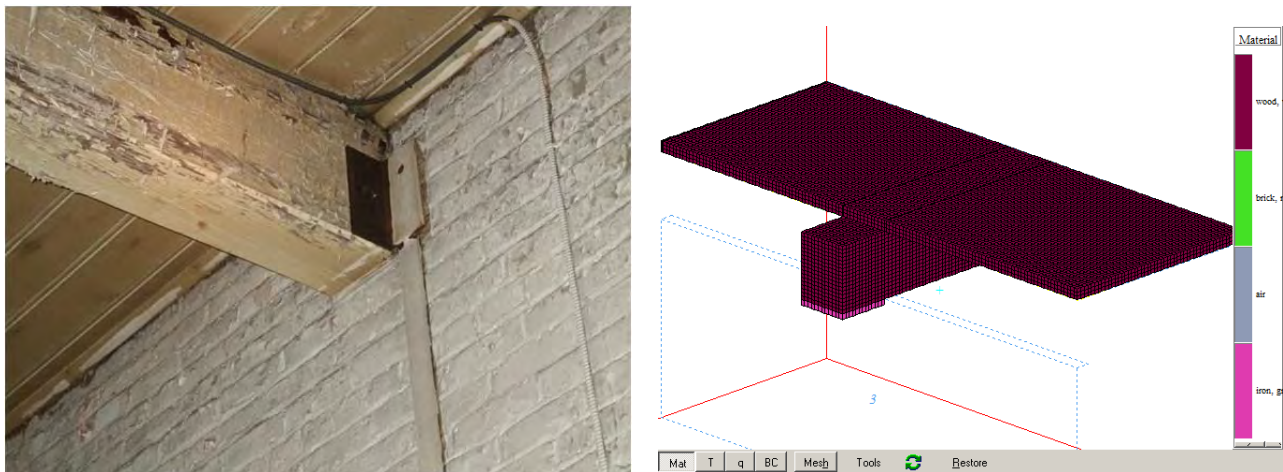 Material
wood,
brick, r
air
iron, g
3
Mat T q BC Mesh Tools Restore